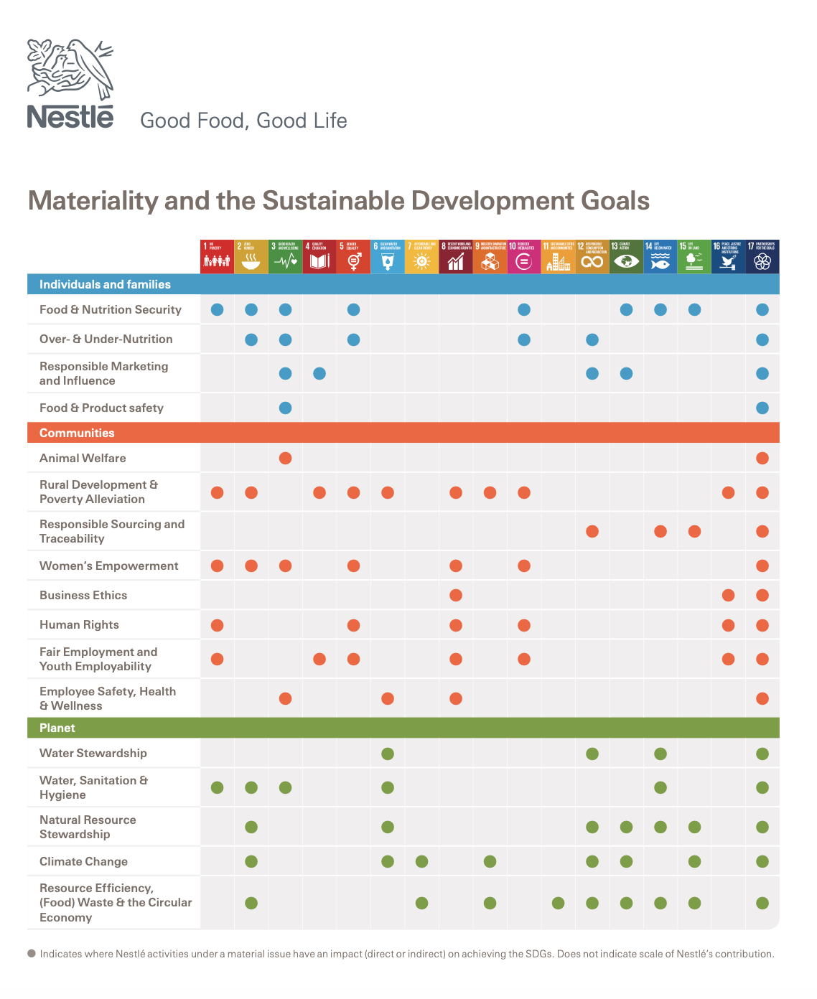 Nestlé
Good Food, Good Life
Materiality and the Sustainable Development Goals
1 NO
POVERTY
2 ZERO
HUNGER
3 GOOD HEALTH
AND WELL-BEING
4 QUALITY
EDUCATION
5 GENDER
EQUALITY
6 CLEAN WATER
AND SANITATION
7 AFFORDABLE AND
CLEAN ENERGY
8 DECENT WORK AND
ECONOMIC GROWTH
9 INDUSTRY, INNOVATION
AND INFRASTRUCTURE
10 REDUCED
INEQUALITIES
11 SUSTAINABLE CITIES
AND COMMUNITIES
12 RESPONSIBLE
CONSUMPTION
AND PRODUCTION
13 CLIMATE
ACTION
14 LIFE
BELOW WATER
15 LIFE
ON LAND
16 PEACE, JUSTICE
AND STRONG
INSTITUTIONS
17 PARTNERSHIPS
FOR THE GOALS
Individuals and families
Food & Nutrition Security
Over- & Under-Nutrition
Responsible Marketing
and Influence
Food & Product safety
Communities
Animal Welfare
Rural Development &
Poverty Alleviation
Responsible Sourcing and
Traceability
Women’s Empowerment
Business Ethics
Human Rights
Fair Employment and
Youth Employability
Employee Safety, Health
& Wellness
Planet
Water Stewardship
Water, Sanitation &
Hygiene
Natural Resource
Stewardship
Climate Change
Resource Efficiency,
(Food) Waste & the Circular
Economy
Indicates where Nestlé activities under a material issue have an impact (direct or indirect) on achieving the SDGs. Does not indicate scale of Nestlé’s contribution.